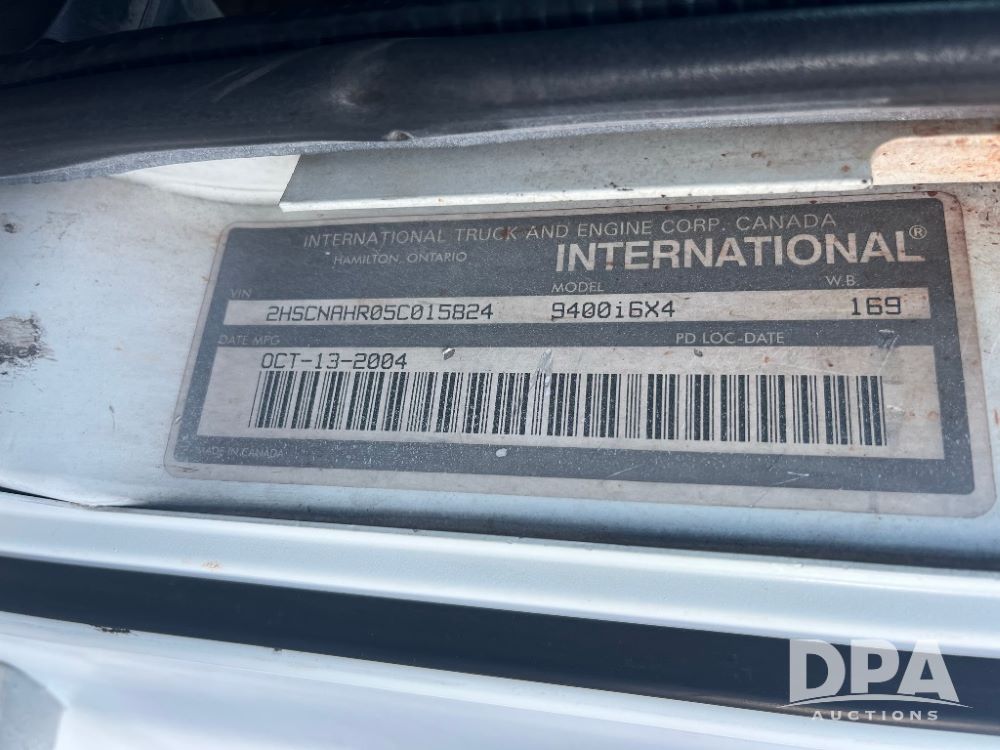 INTERNATIONAL TRUCK AND ENGINE CORP. CANADA
HAMILTON, ONTARIO
INTERNATIONAL®
VIN MODEL W.B.
2HSCNAHR05C015824 9400i6X4 169
DATE MFG PD LOC-DATE
OCT-13-2004
MADE IN CANADA
DPA
AUCTIONS